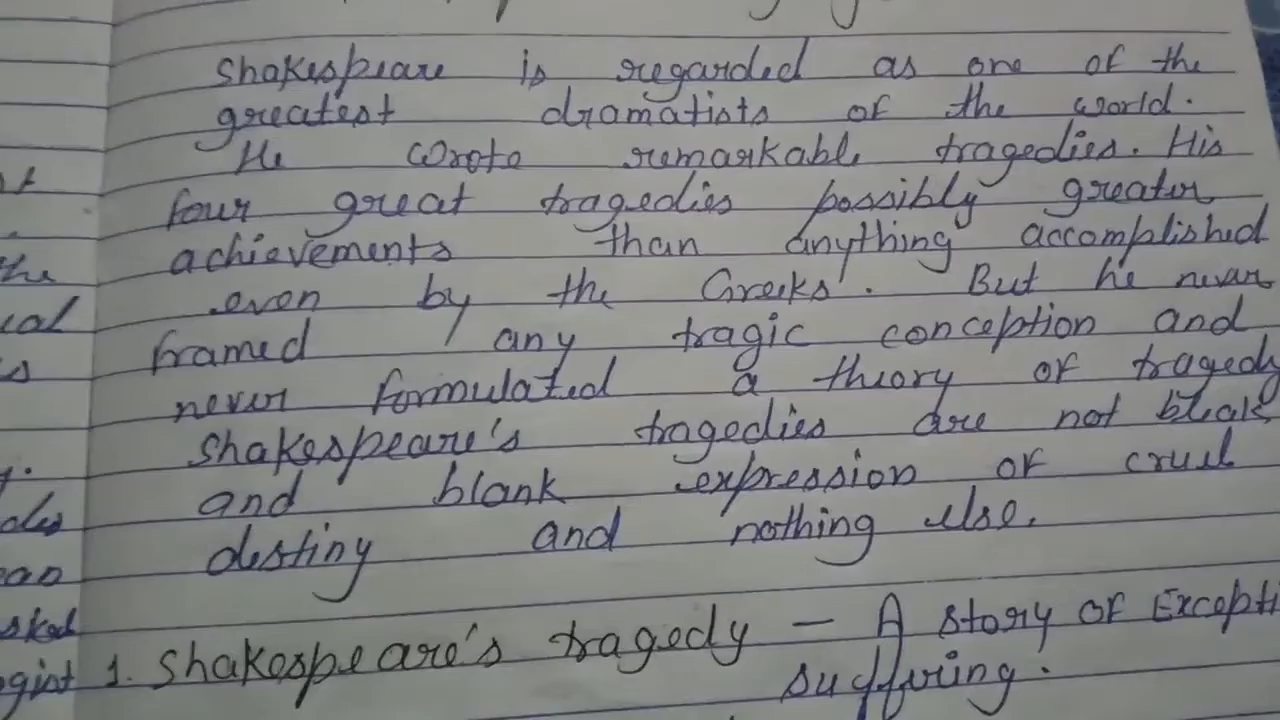 Shakespeare is regarded as one of the
greatest dramatists of the world.
He wrote remarkable tragedies. His
four great tragedies possibly greater
achievements than anything accomplished
even by the Greeks'. But he never
framed any tragic conception and
never formulated a theory of tragedy
Shakespeare's tragedies are not bleak
and blank expression of cruel
destiny and nothing else.
1. Shakespeare's tragedy – A Story of Excepti
suffering.